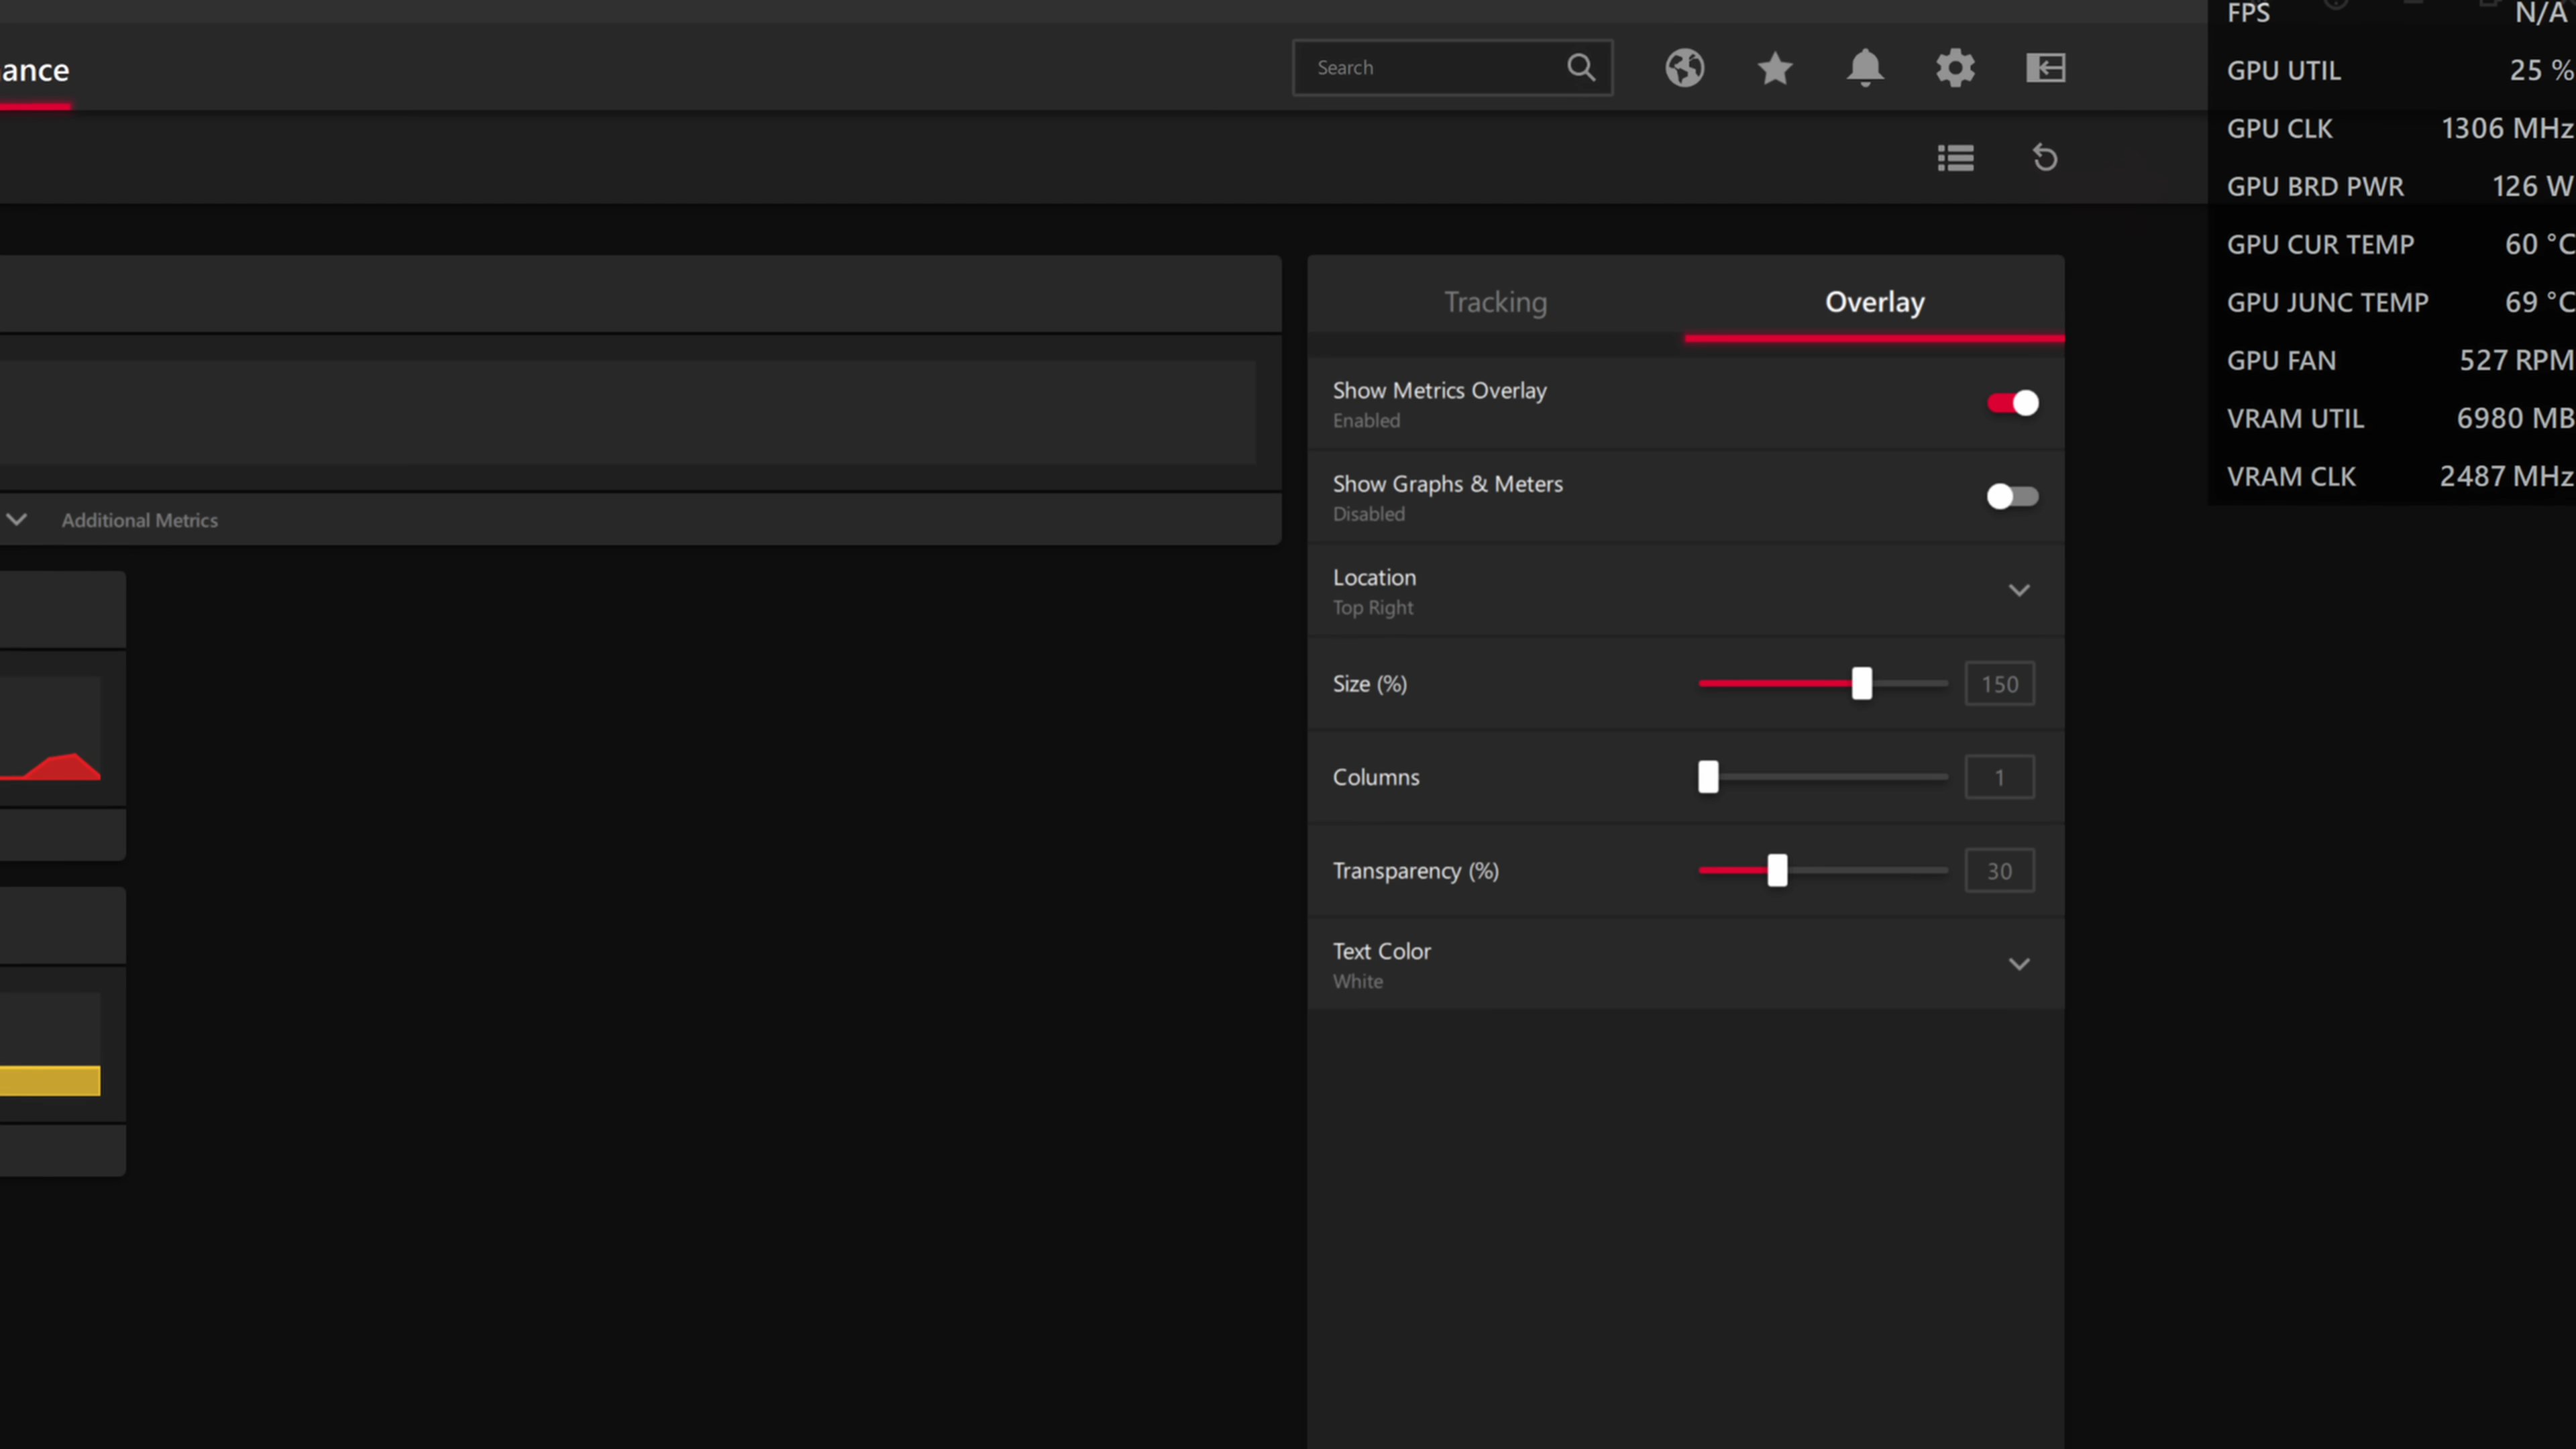 ance
Search
Additional Metrics
Tracking
Overlay
Show Metrics Overlay
Enabled
Show Graphs & Meters
Disabled
Location
Top Right
Size (%)
150
Columns
1
Transparency (%)
30
Text Color
White
FPS N/A
GPU UTIL 25 %
GPU CLK 1306 MHz
GPU BRD PWR 126 W
GPU CUR TEMP 60 °C
GPU JUNC TEMP 69 °C
GPU FAN 527 RPM
VRAM UTIL 6980 MB
VRAM CLK 2487 MHz